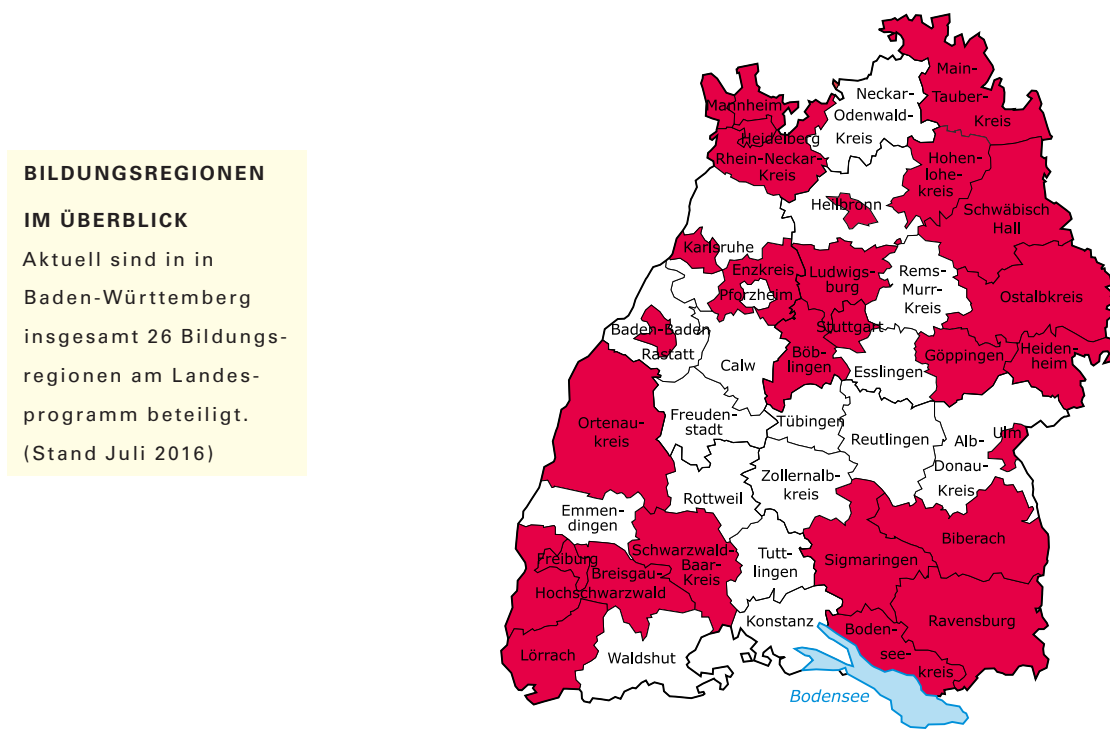 BILDUNGSREGIONEN
IM ÜBERBLICK
Aktuell sind in in
Baden-Württemberg
insgesamt 26 Bildungs-
regionen am Landes-
programm beteiligt.
(Stand Juli 2016)
Main-
Tauber-
Kreis
Neckar-
Odenwald-
Kreis
Mannheim
Heidelberg
Rhein-Neckar-
Kreis
Hohen-
lohe-
kreis
Schwäbisch
Hall
Heilbronn
Karlsruhe
Enzkreis
Pforzheim
Ludwigs-
burg
Rems-
Murr-
Kreis
Ostalbkreis
Baden-Baden
Rastatt
Calw
Böb-
lingen
Stuttgart
Esslingen
Göppingen
Heiden-
heim
Ortenau-
kreis
Freuden-
stadt
Tübingen
Reutlingen
Alb-
Donau-
Kreis
Ulm
Rottweil
Zollernalb-
kreis
Emmen-
dingen
Freiburg
Breisgau-
Hochschwarzwald
Schwarzwald-
Baar-
Kreis
Tutt-
lingen
Sigmaringen
Biberach
Lörrach
Waldshut
Konstanz
Boden-
see-
kreis
Ravensburg
Bodensee